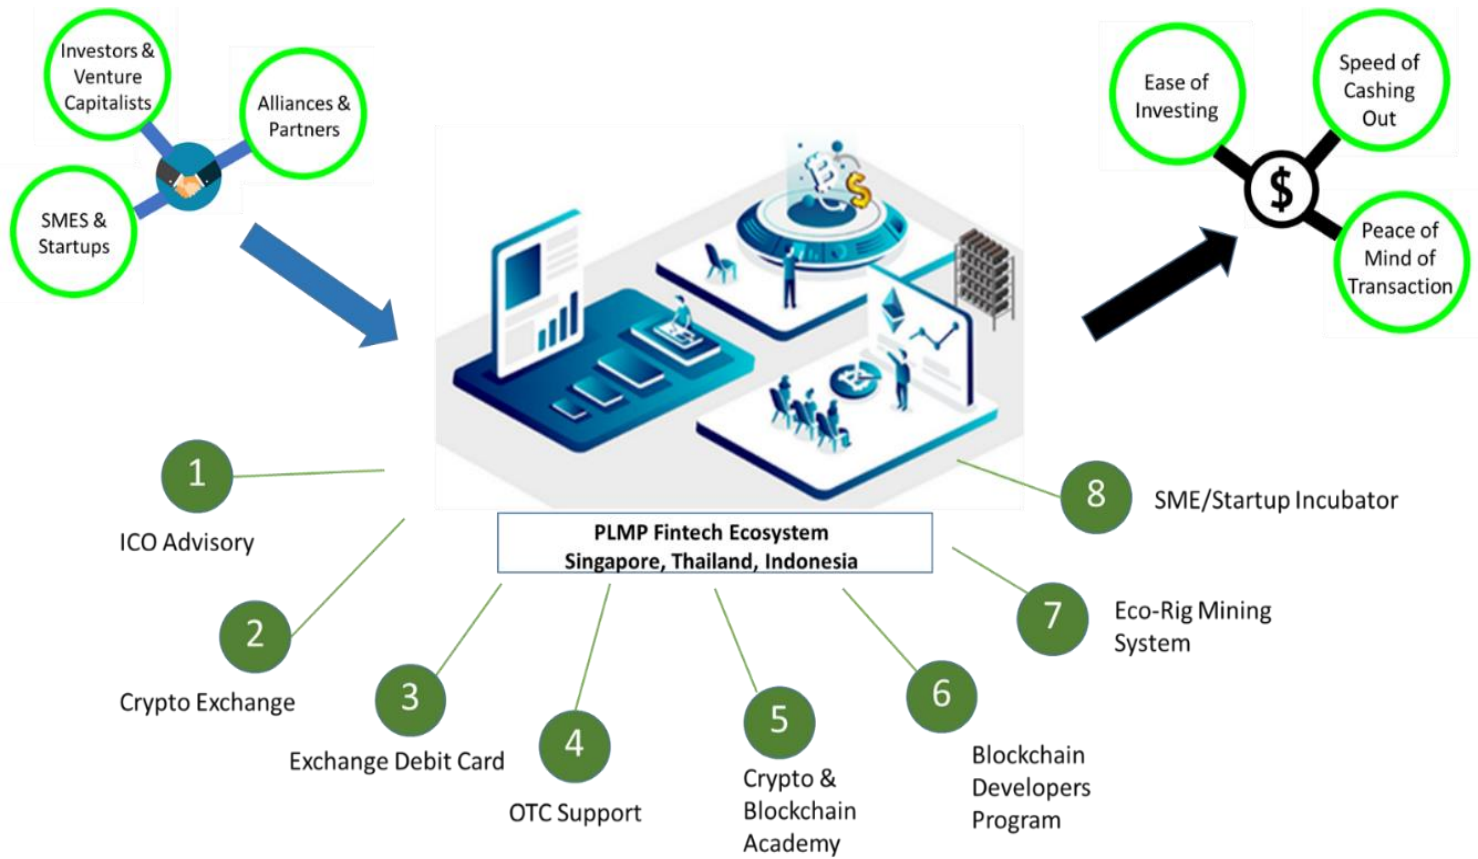 Investors &
Venture
Capitalists
Alliances &
Partners
SMES &
Startups
Ease of
Investing
Speed of
Cashing
Out
$
Peace of
Mind of
Transaction
$
PLMP Fintech Ecosystem
Singapore, Thailand, Indonesia
1
ICO Advisory
2
Crypto Exchange
3
Exchange Debit Card
4
OTC Support
5
Crypto &
Blockchain
Academy
6
Blockchain
Developers
Program
7
Eco-Rig Mining
System
8
SME/Startup Incubator